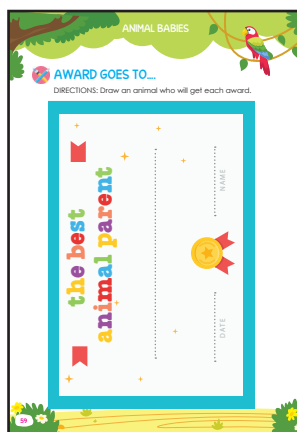 ANIMAL BABIES
AWARD GOES TO....
DIRECTIONS: Draw an animal who will get each award.
the best
animal parent
NAME
DATE
59